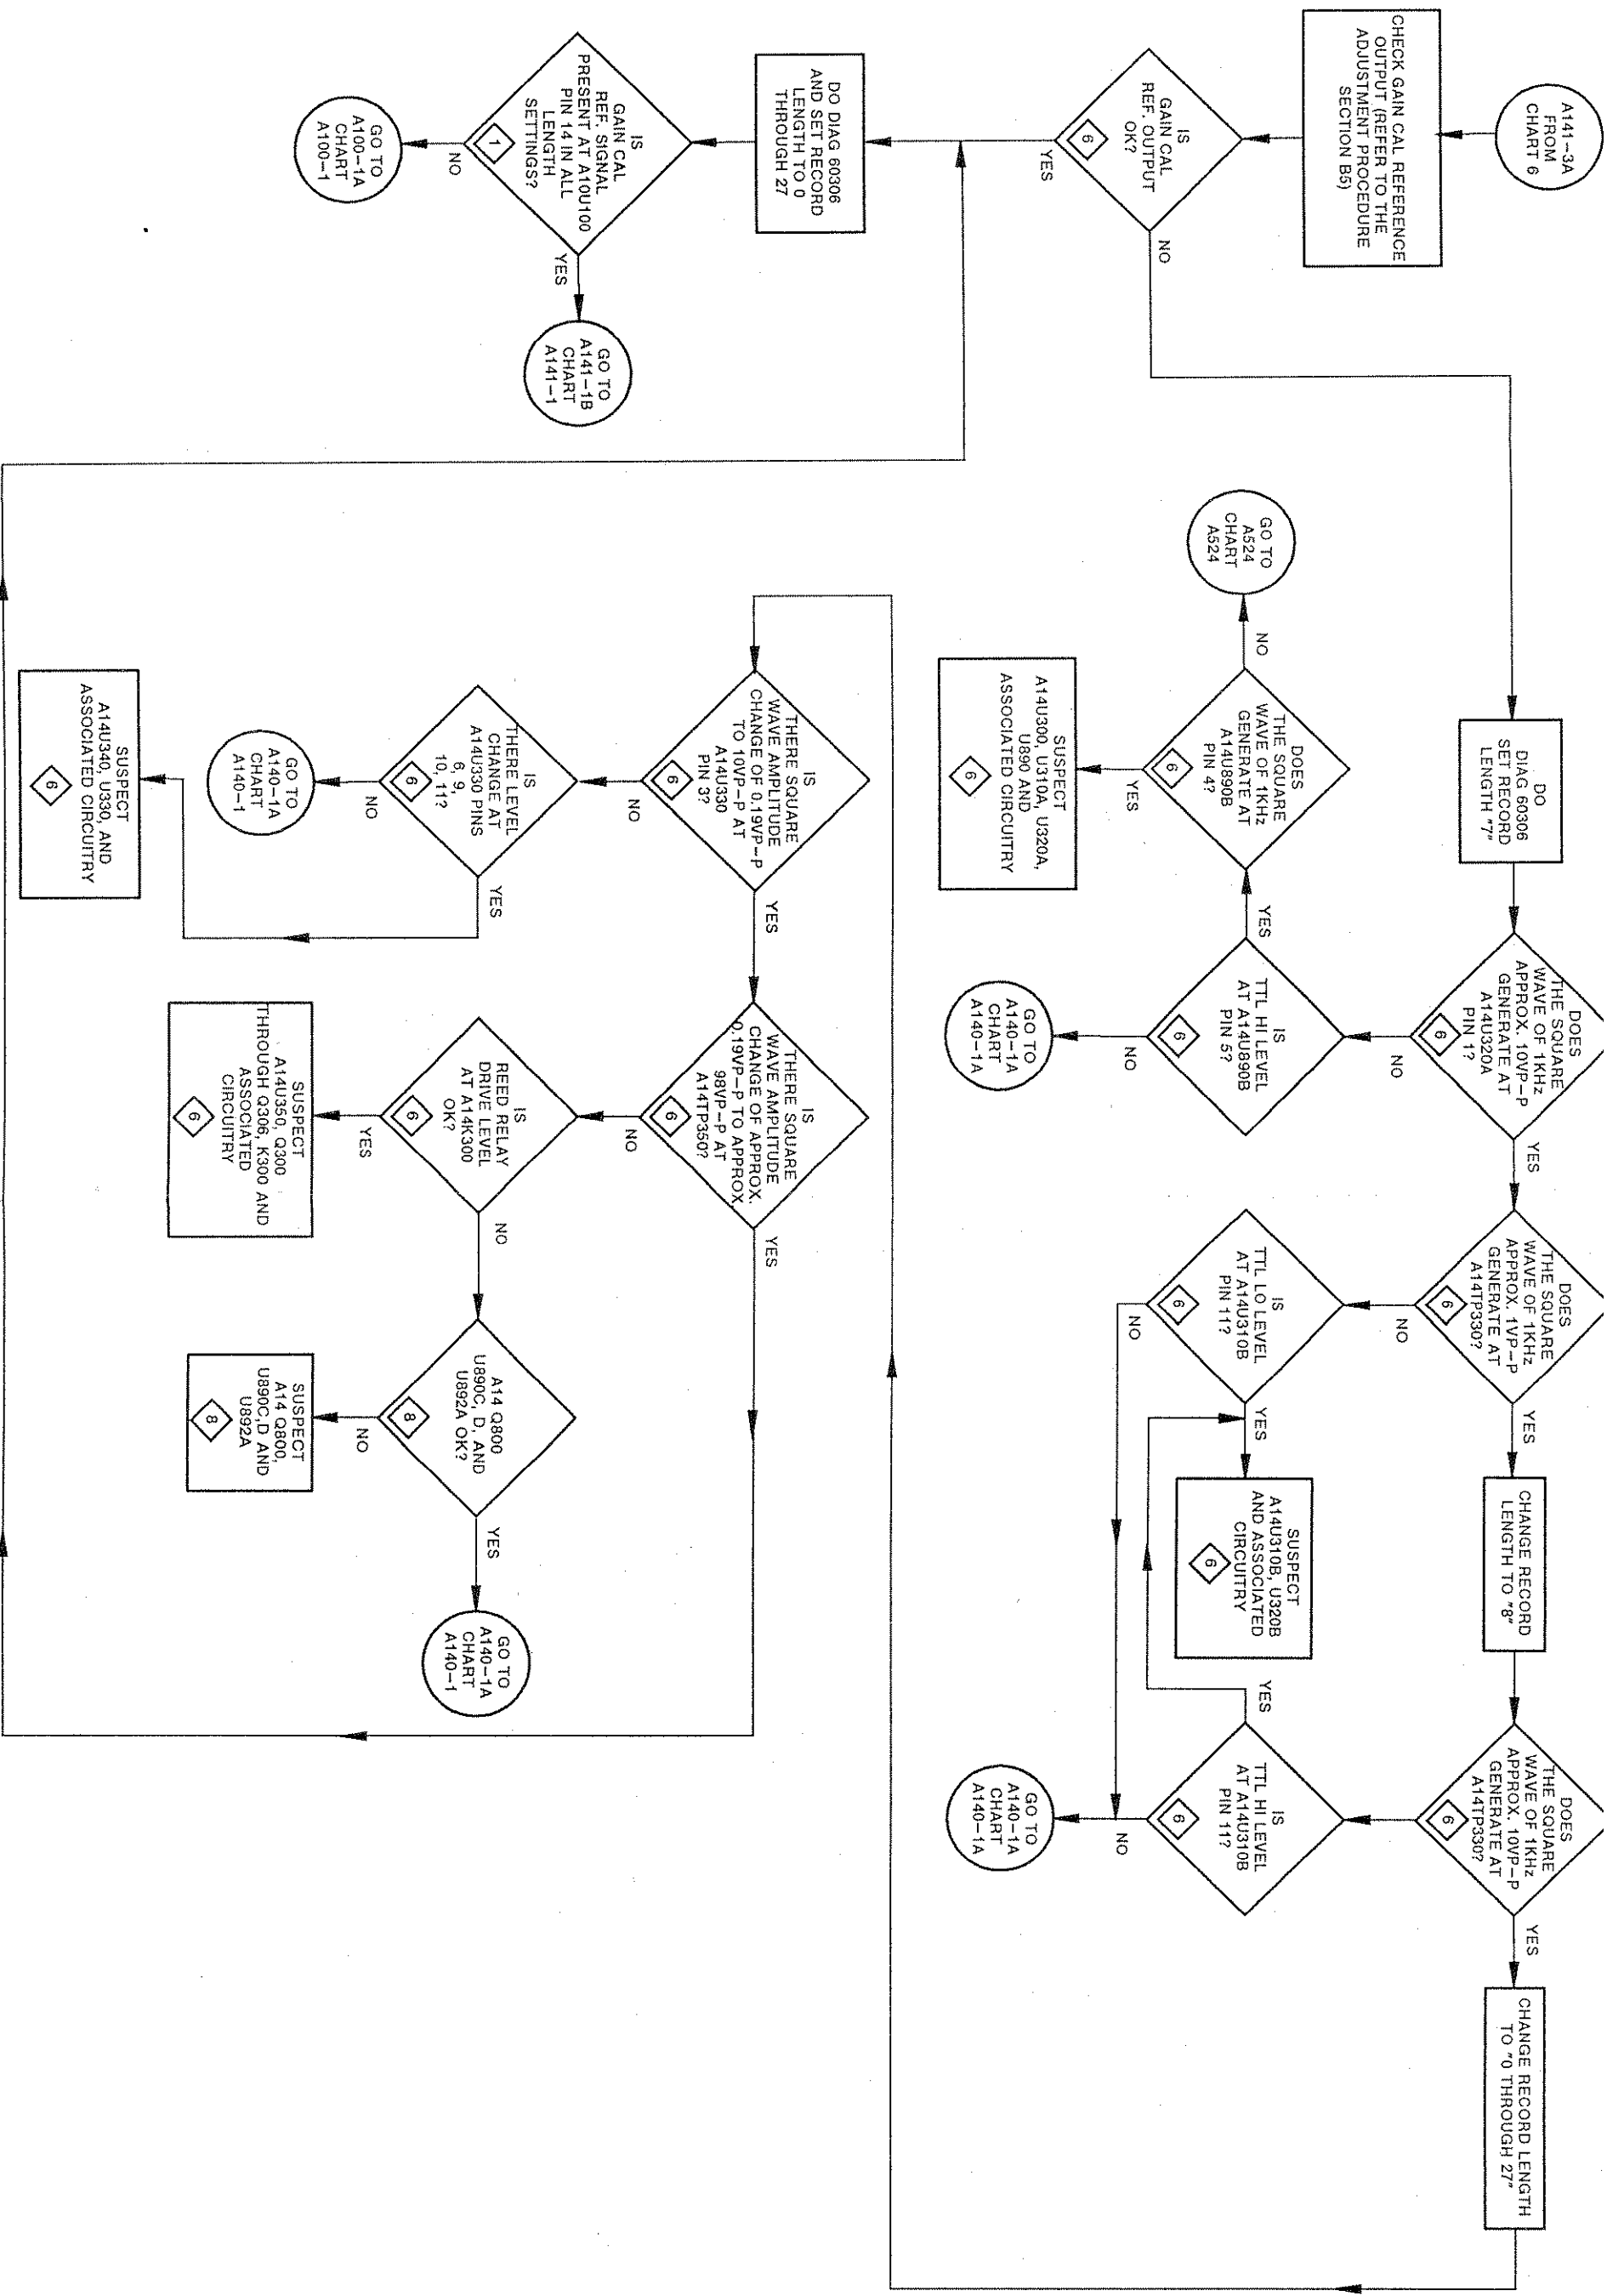 A141-3A
FROM
CHART 6
CHECK GAIN CAL REFERENCE
OUTPUT (REFER TO THE
ADJUSTMENT PROCEDURE
SECTION B5)
IS
GAIN CAL
REF. OUTPUT
OK?
6
YES
NO
DO DIAG 60306
AND SET RECORD
LENGTH TO 0
THROUGH 27
IS
GAIN CAL
REF. SIGNAL
PRESENT AT A10U100
PIN 14 IN ALL
LENGTH
SETTINGS?
1
NO
YES
GO TO
A100-1A
CHART
A100-1
GO TO
A141-1B
CHART
A141-1
DO
DIAG 60306
SET RECORD
LENGTH "7"
DOES
THE SQUARE
WAVE OF 1KHz
APPROX. 10VP-P
GENERATE AT
A14U320A
PIN 1?
6
NO
YES
IS
TTL HI LEVEL
AT A14U890B
PIN 5?
6
YES
NO
GO TO
A140-1A
CHART
A140-1A
DOES
THE SQUARE
WAVE OF 1KHz
GENERATE AT
A14U890B
PIN 4?
6
NO
YES
GO TO
A524
CHART
A524
SUSPECT
A14U300, U310A, U320A,
U890 AND
ASSOCIATED CIRCUITRY
6
DOES
THE SQUARE
WAVE OF 1KHz
APPROX. 1VP-P
GENERATE AT
A14TP330?
6
NO
YES
IS
TTL LO LEVEL
AT A14U310B
PIN 11?
6
NO
YES
SUSPECT
A14U310B, U320B
AND ASSOCIATED
CIRCUITRY
6
CHANGE RECORD
LENGTH TO "8"
DOES
THE SQUARE
WAVE OF 1KHz
APPROX. 10VP-P
GENERATE AT
A14TP330?
6
YES
IS
TTL HI LEVEL
AT A14U310B
PIN 11?
6
YES
NO
GO TO
A140-1A
CHART
A140-1A
CHANGE RECORD LENGTH
TO "0 THROUGH 27"
IS
THERE SQUARE
WAVE AMPLITUDE
CHANGE OF 0.19VP-P
TO 10VP-P AT
A14U330
PIN 3?
6
NO
YES
IS
THERE LEVEL
CHANGE AT
A14U330 PINS
6, 9,
10, 11?
6
NO
YES
GO TO
A140-1A
CHART
A140-1
SUSPECT
A14U340, U330, AND
ASSOCIATED CIRCUITRY
6
IS
THERE SQUARE
WAVE AMPLITUDE
CHANGE OF APPROX.
0.19VP-P TO APPROX.
98VP-P AT
A14TP350?
6
NO
YES
IS
REED RELAY
DRIVE LEVEL
AT A14K300
OK?
6
YES
NO
SUSPECT
A14U350, Q300
THROUGH Q306, K300 AND
ASSOCIATED
CIRCUITRY
6
A14 Q800
U890C, D, AND
U892A OK?
8
NO
YES
SUSPECT
A14 Q800,
U890C,D AND
U892A
8
GO TO
A140-1A
CHART
A140-1